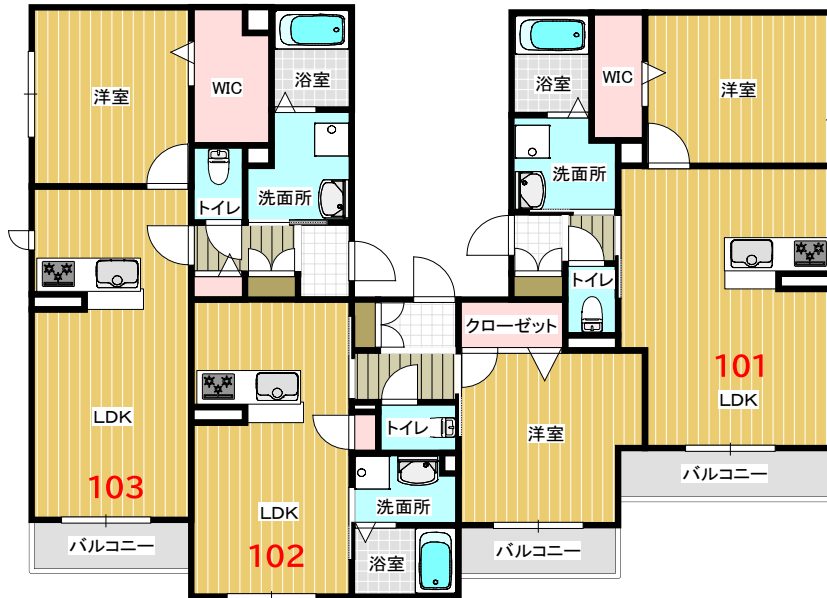 浴室
浴室
WIC
洋室
WIC
洋室
洗面所
洗面所
トイレ
トイレ
クローゼット
101
LDK
LDK
トイレ
洋室
103
バルコニー
LDK
洗面所
バルコニー
102
浴室
バルコニー